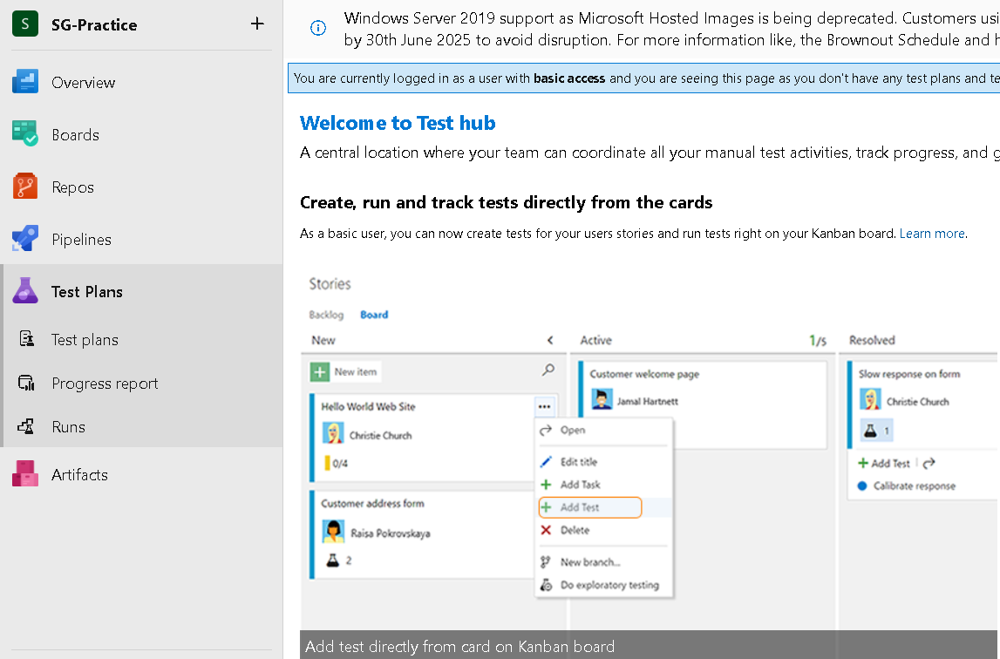 S SG-Practice +
Overview
Boards
Repos
Pipelines
Test Plans
Test plans
Progress report
Runs
Artifacts
Windows Server 2019 support as Microsoft Hosted Images is being deprecated. Customers usi
by 30th June 2025 to avoid disruption. For more information like, the Brownout Schedule and h
You are currently logged in as a user with basic access and you are seeing this page as you don't have any test plans and te
Welcome to Test hub
A central location where your team can coordinate all your manual test activities, track progress, and g
Create, run and track tests directly from the cards
As a basic user, you can now create tests for your users stories and run tests right on your Kanban board. Learn more.
Stories
Backlog Board
New
New item
Hello World Web Site
Christie Church
0/4
Customer address form
Raisa Pokrovskaya
2
Open
Edit title
Add Task
Add Test
Delete
New branch...
Do exploratory testing
Active 1/5
Customer welcome page
Jamal Hartnett
Resolved
Slow response on form
Christie Church
1
Add Test
Calibrate response
Add test directly from card on Kanban board